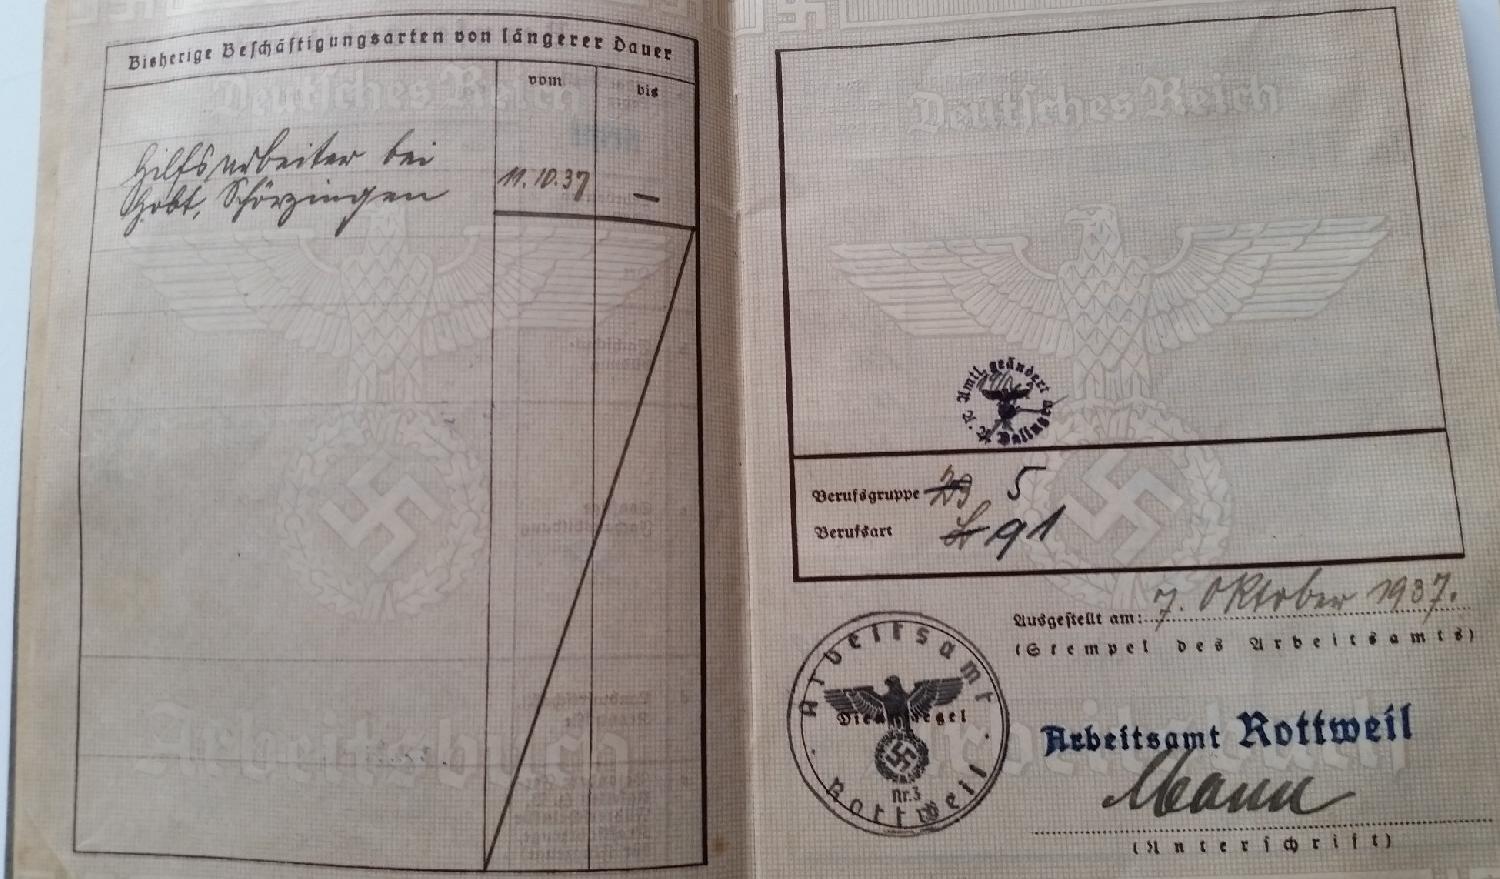 Bisherige Beschäftigungsarten von längerer Dauer
vom
bis
Hilfsarbeiter bei
Schörzingen
11.10.37
—
Deutsches Reich
Arbeitsbuch
Deutsches Reich
Amtl. geändert
Berufsgruppe 5
Berufsart 91
Ausgestellt am: 7. Oktober 1937.
(Stempel des Arbeitsamts)
Arbeitsamt
Dienstsiegel
Nr. 3
Rottweil
Arbeitsamt Rottweil
(Unterschrift)